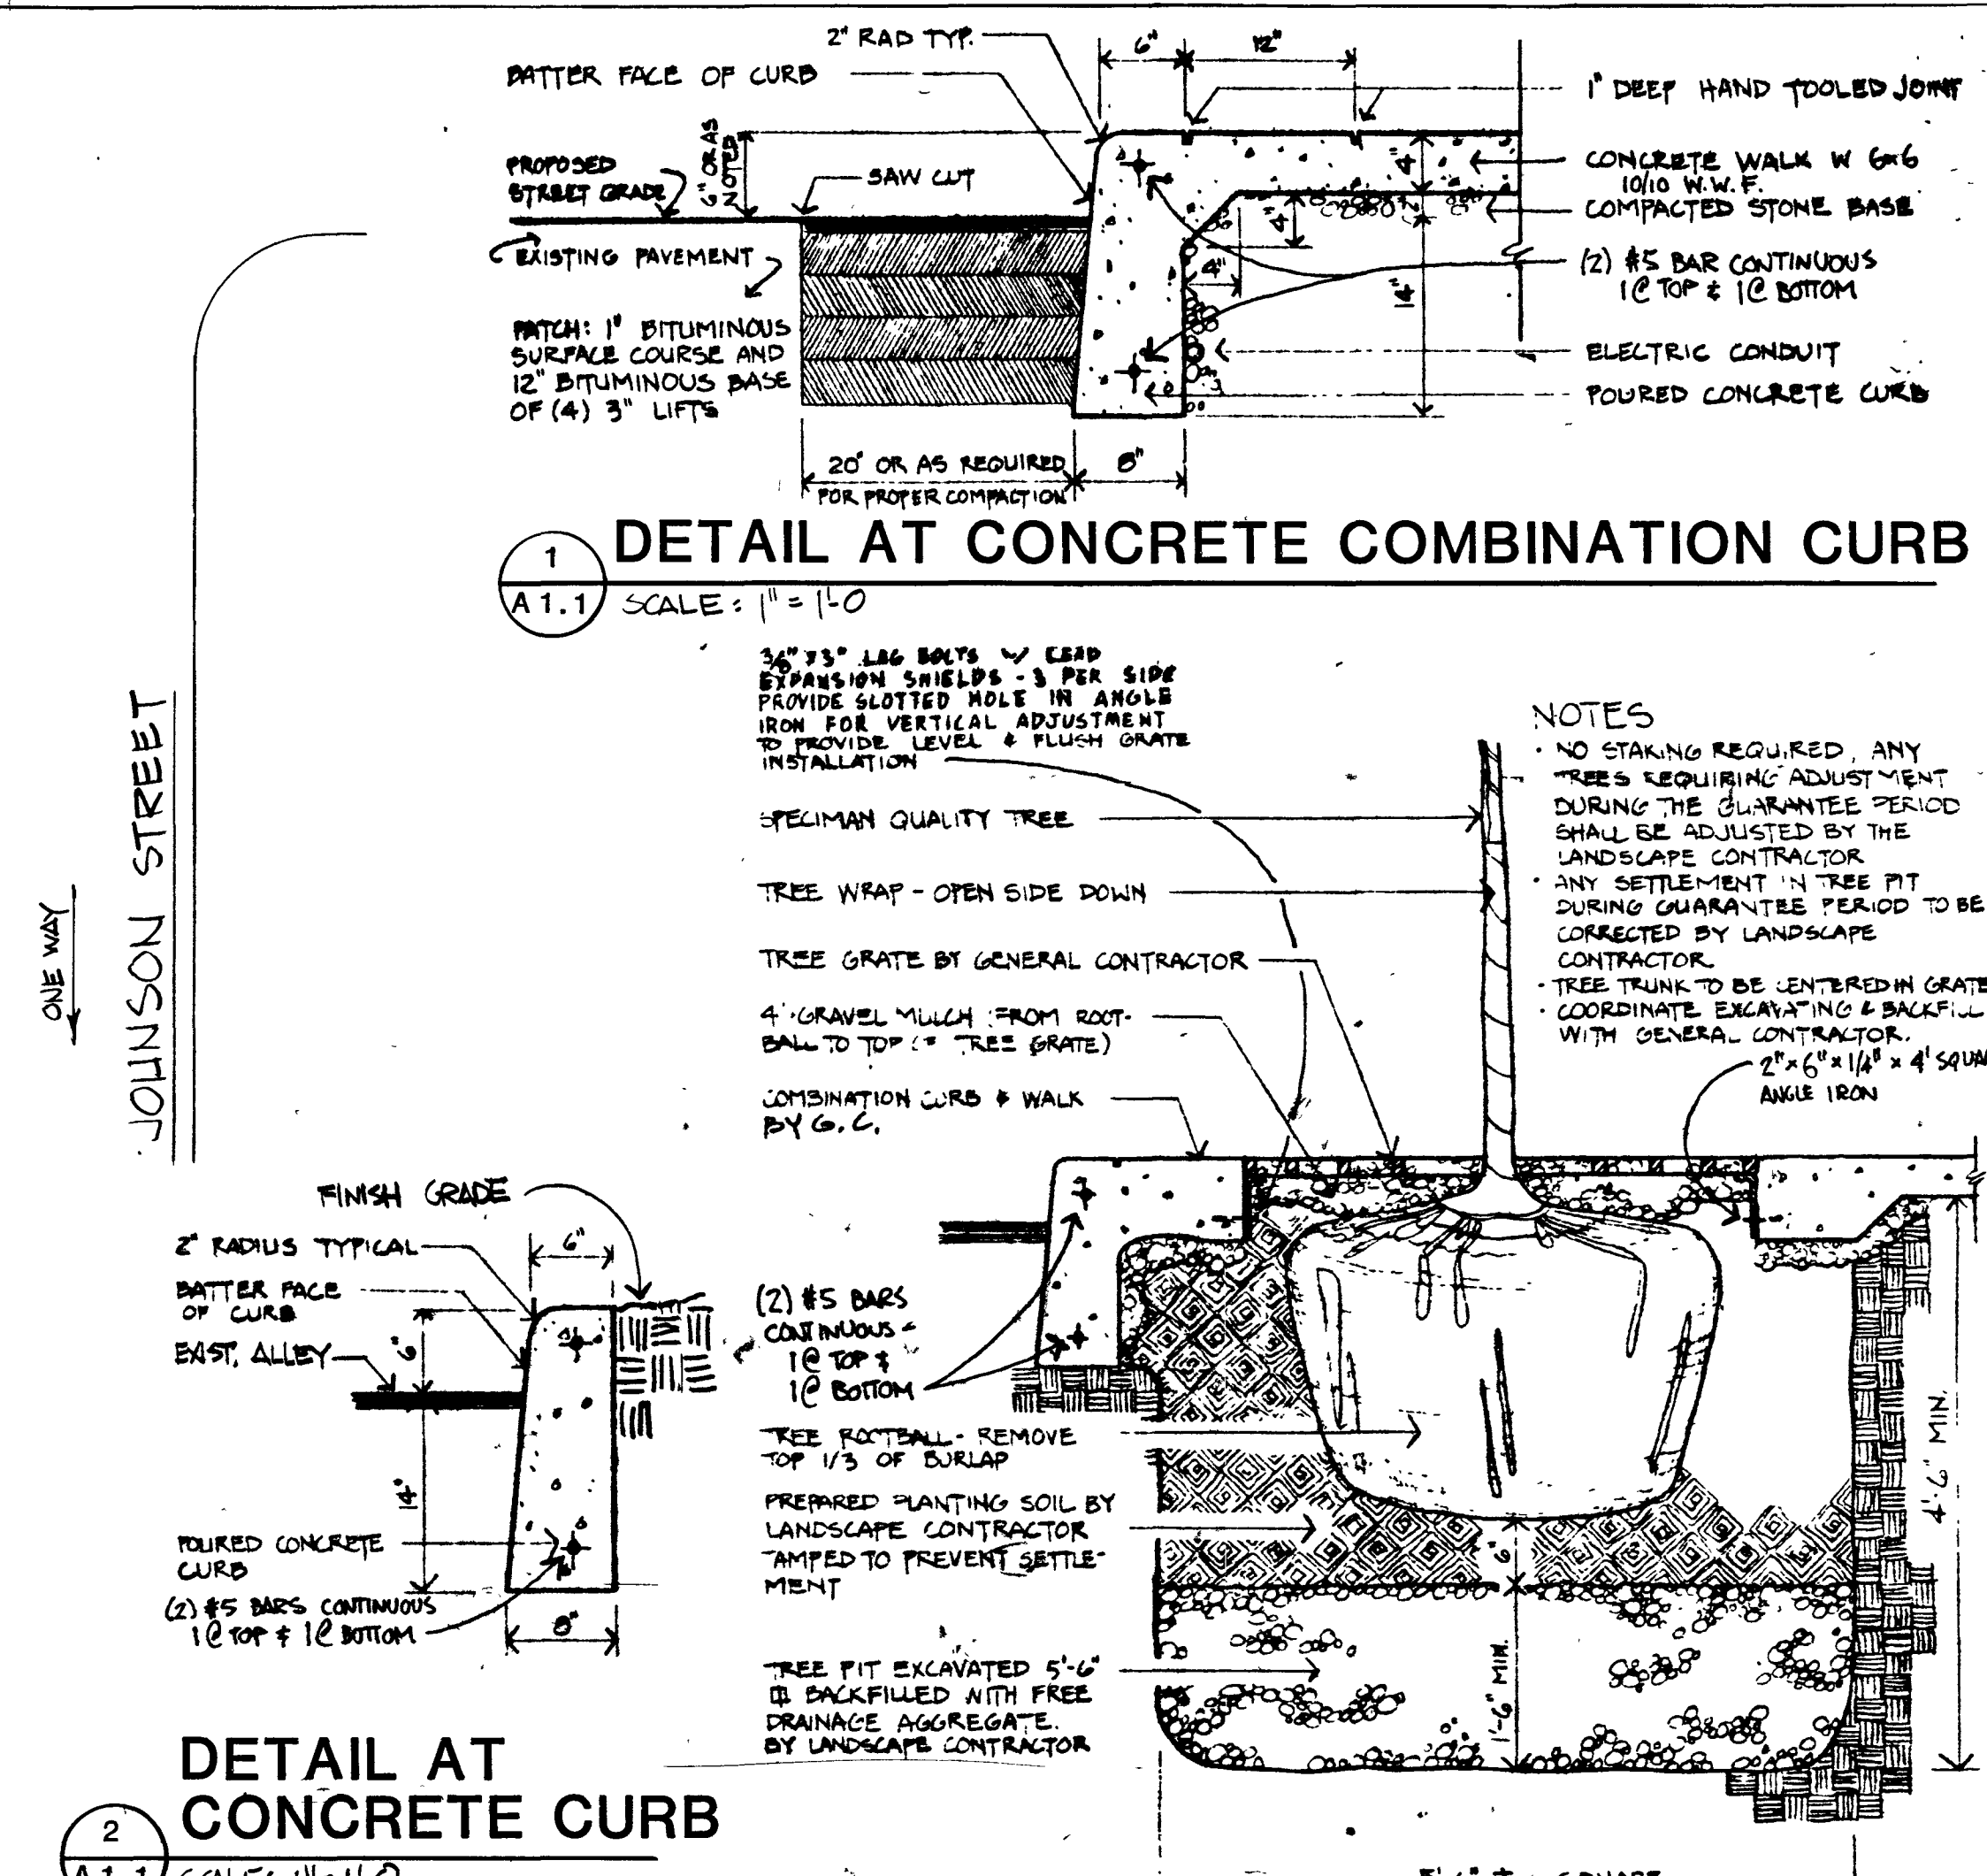 2" RAD TYP.
BATTER FACE OF CURB
6"
12"
1" DEEP HAND TOOLED JOINT
PROPOSED
STREET GRADE
6" OR AS
NOTED
SAW CUT
4"
CONCRETE WALK W 6x6
10/10 W.W.F.
COMPACTED STONE BASE
EXISTING PAVEMENT
4"
4"
14"
(2) #5 BAR CONTINUOUS
1@ TOP & 1@ BOTTOM
PATCH: 1" BITUMINOUS
SURFACE COURSE AND
12" BITUMINOUS BASE
OF (4) 3" LIFTS
ELECTRIC CONDUIT
POURED CONCRETE CURB
20" OR AS REQUIRED
FOR PROPER COMPACTION
8"
1
A 1.1
DETAIL AT CONCRETE COMBINATION CURB
SCALE: 1" = 1'-0
JOHNSON STREET
ONE WAY
3/8" x 3" LAG BOLTS W/ LEAD
EXPANSION SHIELDS - 3 PER SIDE
PROVIDE SLOTTED HOLE IN ANGLE
IRON FOR VERTICAL ADJUSTMENT
TO PROVIDE LEVEL & FLUSH GRATE
INSTALLATION
SPECIMAN QUALITY TREE
TREE WRAP - OPEN SIDE DOWN
TREE GRATE BY GENERAL CONTRACTOR
4" GRAVEL MULCH (FROM ROOT-
BALL TO TOP OF TREE GRATE)
COMBINATION CURB & WALK
BY G.C.
NOTES
· NO STAKING REQUIRED, ANY
TREES REQUIRING ADJUSTMENT
DURING THE GUARANTEE PERIOD
SHALL BE ADJUSTED BY THE
LANDSCAPE CONTRACTOR
· ANY SETTLEMENT IN TREE PIT
DURING GUARANTEE PERIOD TO BE
CORRECTED BY LANDSCAPE
CONTRACTOR
· TREE TRUNK TO BE CENTERED IN GRATE
· COORDINATE EXCAVATING & BACKFILL
WITH GENERAL CONTRACTOR.
2" x 6" x 1/4" x 4' SQUA
ANGLE IRON
FINISH GRADE
2" RADIUS TYPICAL
6"
BATTER FACE
OF CURB
EXIST. ALLEY
6"
14"
POURED CONCRETE
CURB
(2) #5 BARS CONTINUOUS
1@ TOP & 1@ BOTTOM
8"
(2) #5 BARS
CONTINUOUS -
1@ TOP &
1@ BOTTOM
TREE ROOTBALL - REMOVE
TOP 1/3 OF BURLAP
PREPARED PLANTING SOIL BY
LANDSCAPE CONTRACTOR
TAMPED TO PREVENT SETTLE-
MENT
TREE PIT EXCAVATED 5'-6"
BACKFILLED WITH FREE
DRAINAGE AGGREGATE.
BY LANDSCAPE CONTRACTOR
6"
1'-6" MIN.
4'-6" MIN.
2
DETAIL AT
CONCRETE CURB